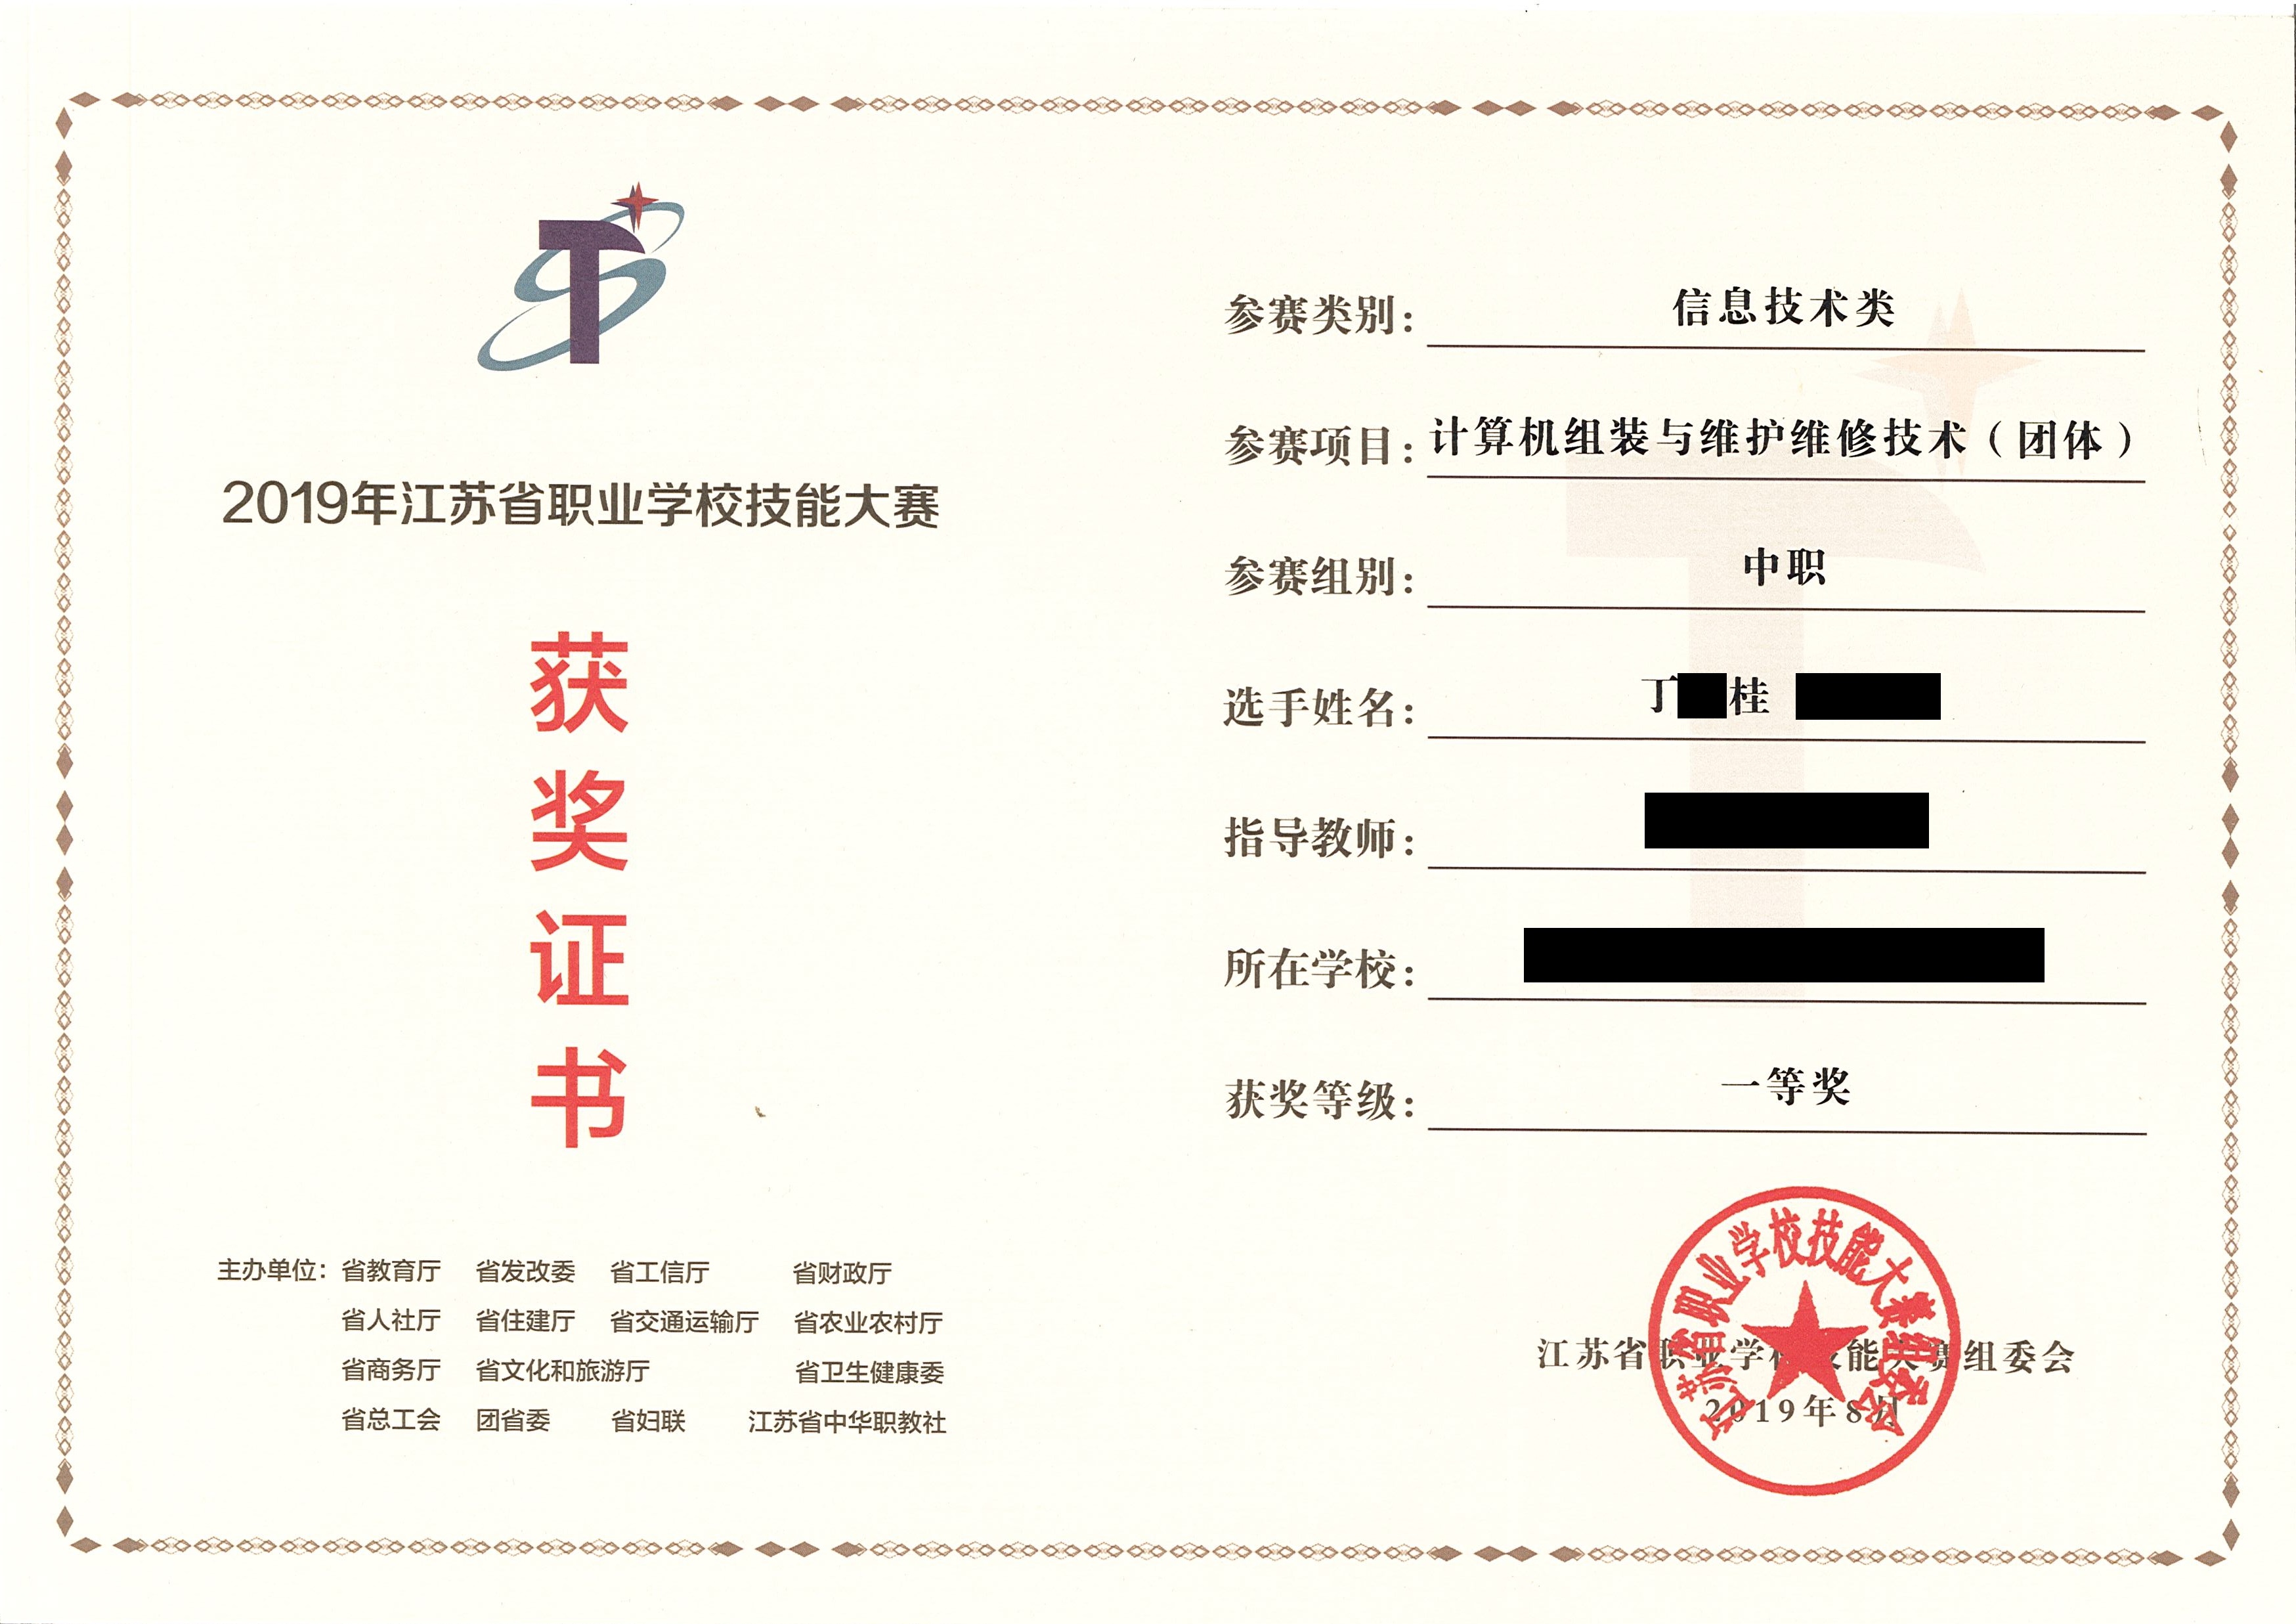 2019年江苏省职业学校技能大赛
获
奖
证
书
主办单位：省教育厅 省发改委 省工信厅 省财政厅
省人社厅 省住建厅 省交通运输厅 省农业农村厅
省商务厅 省文化和旅游厅 省卫生健康委
省总工会 团省委 省妇联 江苏省中华职教社
参赛类别：信息技术类
参赛项目：计算机组装与维护维修技术（团体）
参赛组别：中职
选手姓名：丁 桂
指导教师：
所在学校：
获奖等级：一等奖
江苏省职业学校技能大赛组委会
江苏省职业学校技能大赛组委会
2019年8月